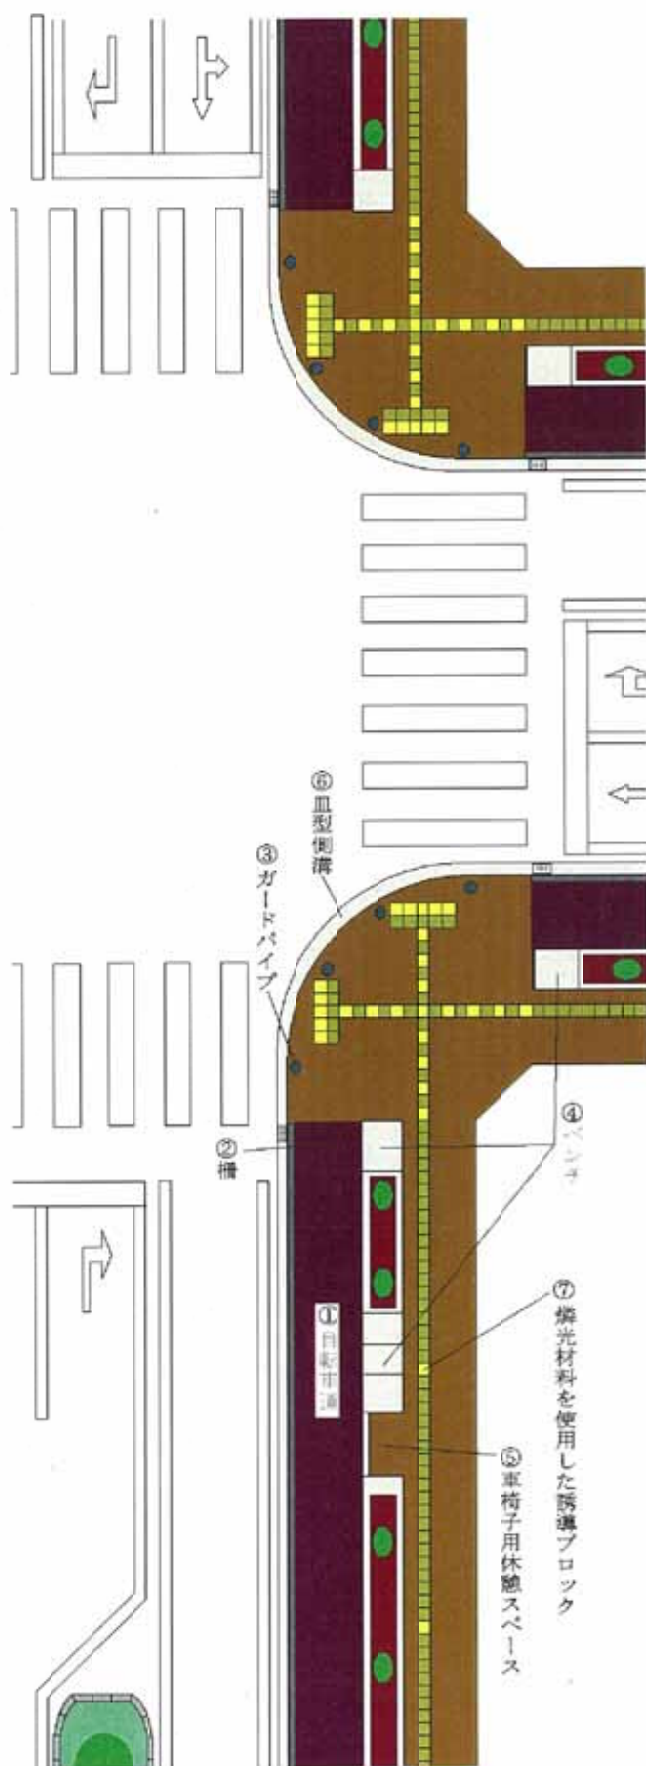 ⑥皿型側溝
③ガードパイプ
②柵
④ベンチ
①自転車道
⑦燐光材料を使用した誘導ブロック
⑤車椅子用休憩スペース